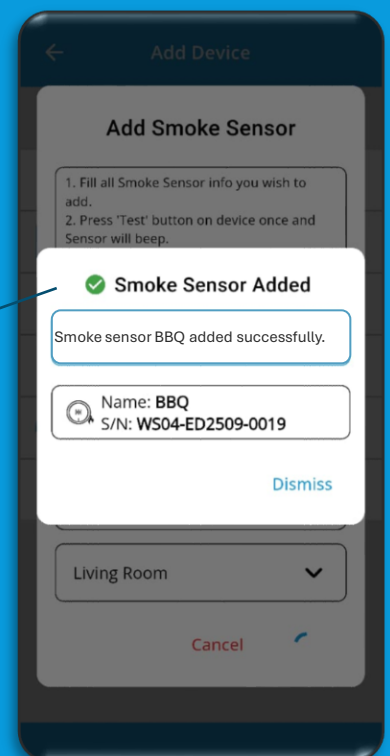 Add Device
Add Smoke Sensor
1. Fill all Smoke Sensor info you wish to
add.
2. Press 'Test' button on device once and
Sensor will beep.
Smoke Sensor Added
Smoke sensor BBQ added successfully.
Name: BBQ
S/N: WS04-ED2509-0019
Dismiss
Living Room
Cancel